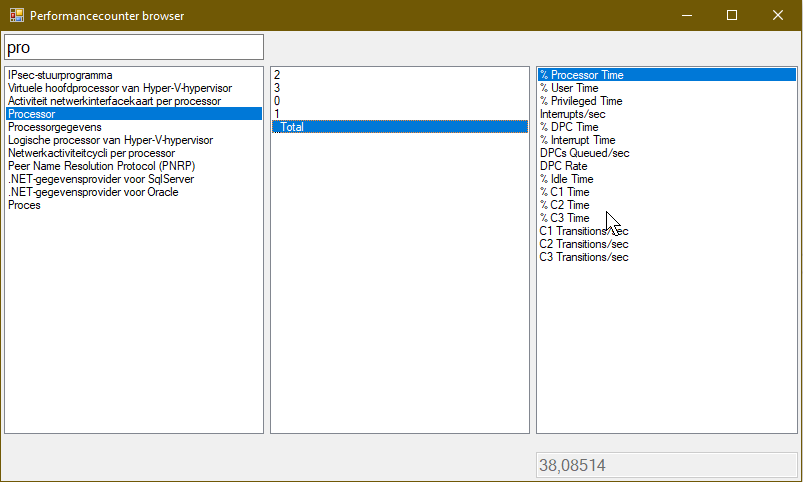 Performancecounter browser
pro
IPsec-stuurprogramma
Virtuele hoofdprocessor van Hyper-V-hypervisor
Activiteit netwerkinterfacekaart per processor
Processor
Processorgegevens
Logische processor van Hyper-V-hypervisor
Netwerkactiviteitcycli per processor
Peer Name Resolution Protocol (PNRP)
.NET-gegevensprovider voor SqlServer
.NET-gegevensprovider voor Oracle
Proces
2
3
0
1
_Total
% Processor Time
% User Time
% Privileged Time
Interrupts/sec
% DPC Time
% Interrupt Time
DPCs Queued/sec
DPC Rate
% Idle Time
% C1 Time
% C2 Time
% C3 Time
C1 Transitions/sec
C2 Transitions/sec
C3 Transitions/sec
38,08514